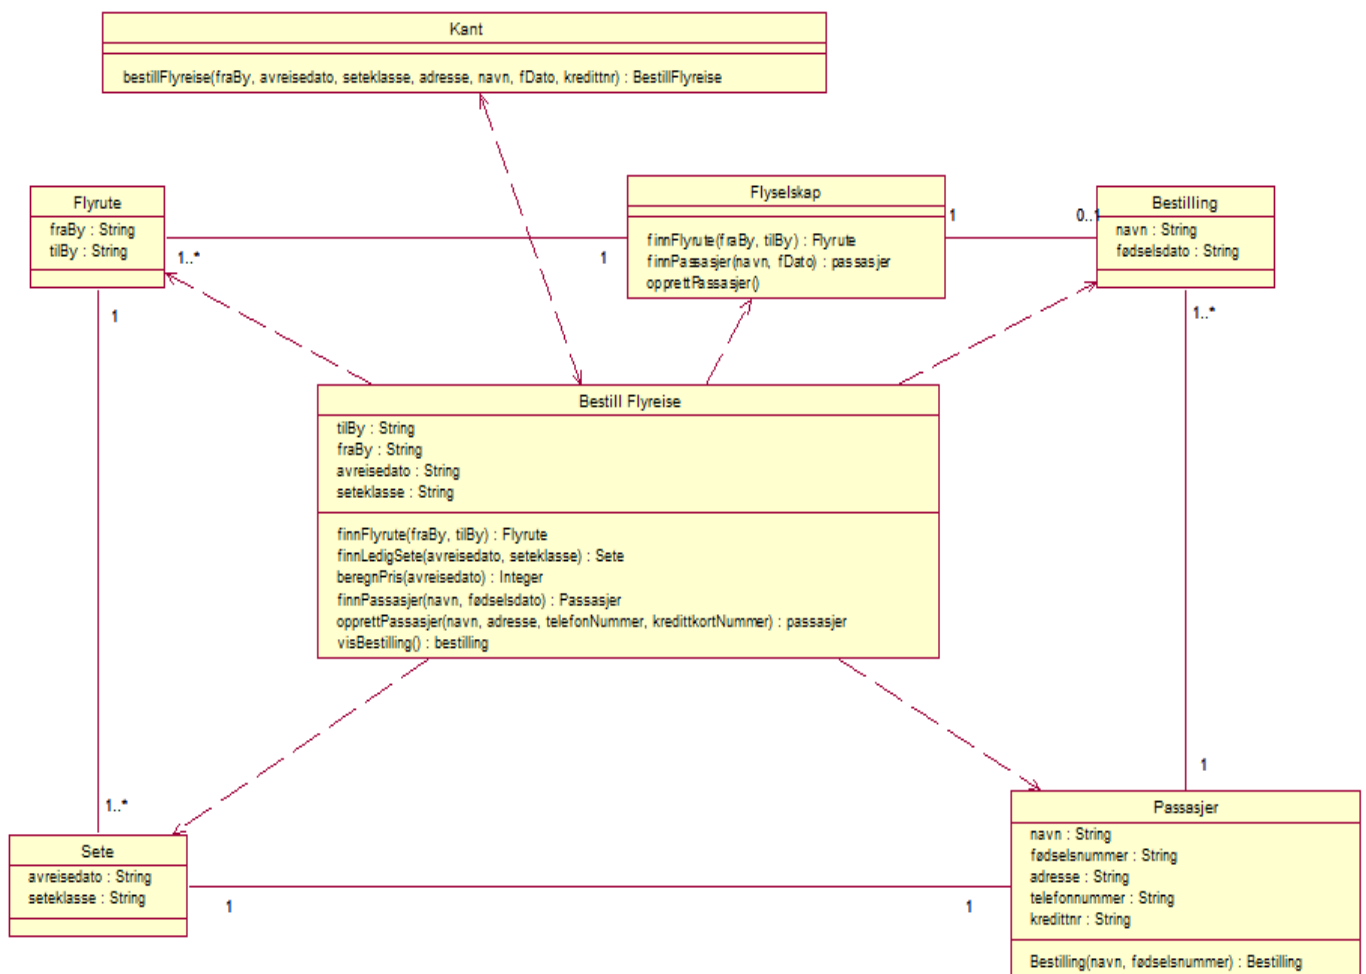 Kant
bestillFlyreise(fraBy, avreisedato, seteklasse, adresse, navn, fDato, kredittnr) : BestillFlyreise
Flyrute
fraBy : String
tilBy : String
1..*
1
Flyselskap
finnFlyrute(fraBy, tilBy) : Flyrute
finnPassasjer(navn, fDato) : passasjer
opprettPassasjer()
1
0..1
Bestilling
navn : String
fødselsdato : String
1
1..*
Bestill Flyreise
tilBy : String
fraBy : String
avreisedato : String
seteklasse : String
finnFlyrute(fraBy, tilBy) : Flyrute
finnLedigSete(avreisedato, seteklasse) : Sete
beregnPris(avreisedato) : Integer
finnPassasjer(navn, fødselsdato) : Passasjer
opprettPassasjer(navn, adresse, telefonNummer, kredittkortNummer) : passasjer
visBestilling() : bestilling
1..*
1
Sete
avreisedato : String
seteklasse : String
1
1
Passasjer
navn : String
fødselsnummer : String
adresse : String
telefonnummer : String
kredittnr : String
Bestilling(navn, fødselsnummer) : Bestilling